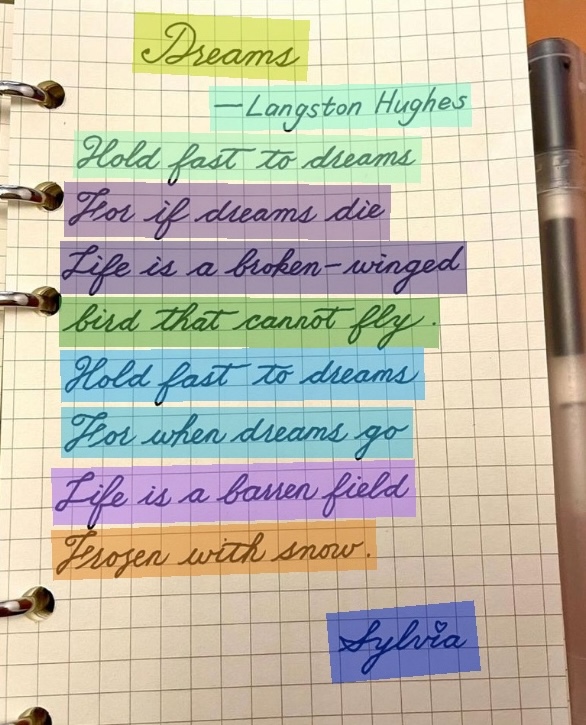 Dreams
—Langston Hughes
Hold fast to dreams
For if dreams die
Life is a broken-winged
bird that cannot fly.
Hold fast to dreams
For when dreams go
Life is a barren field
Frozen with snow.
Sylvia